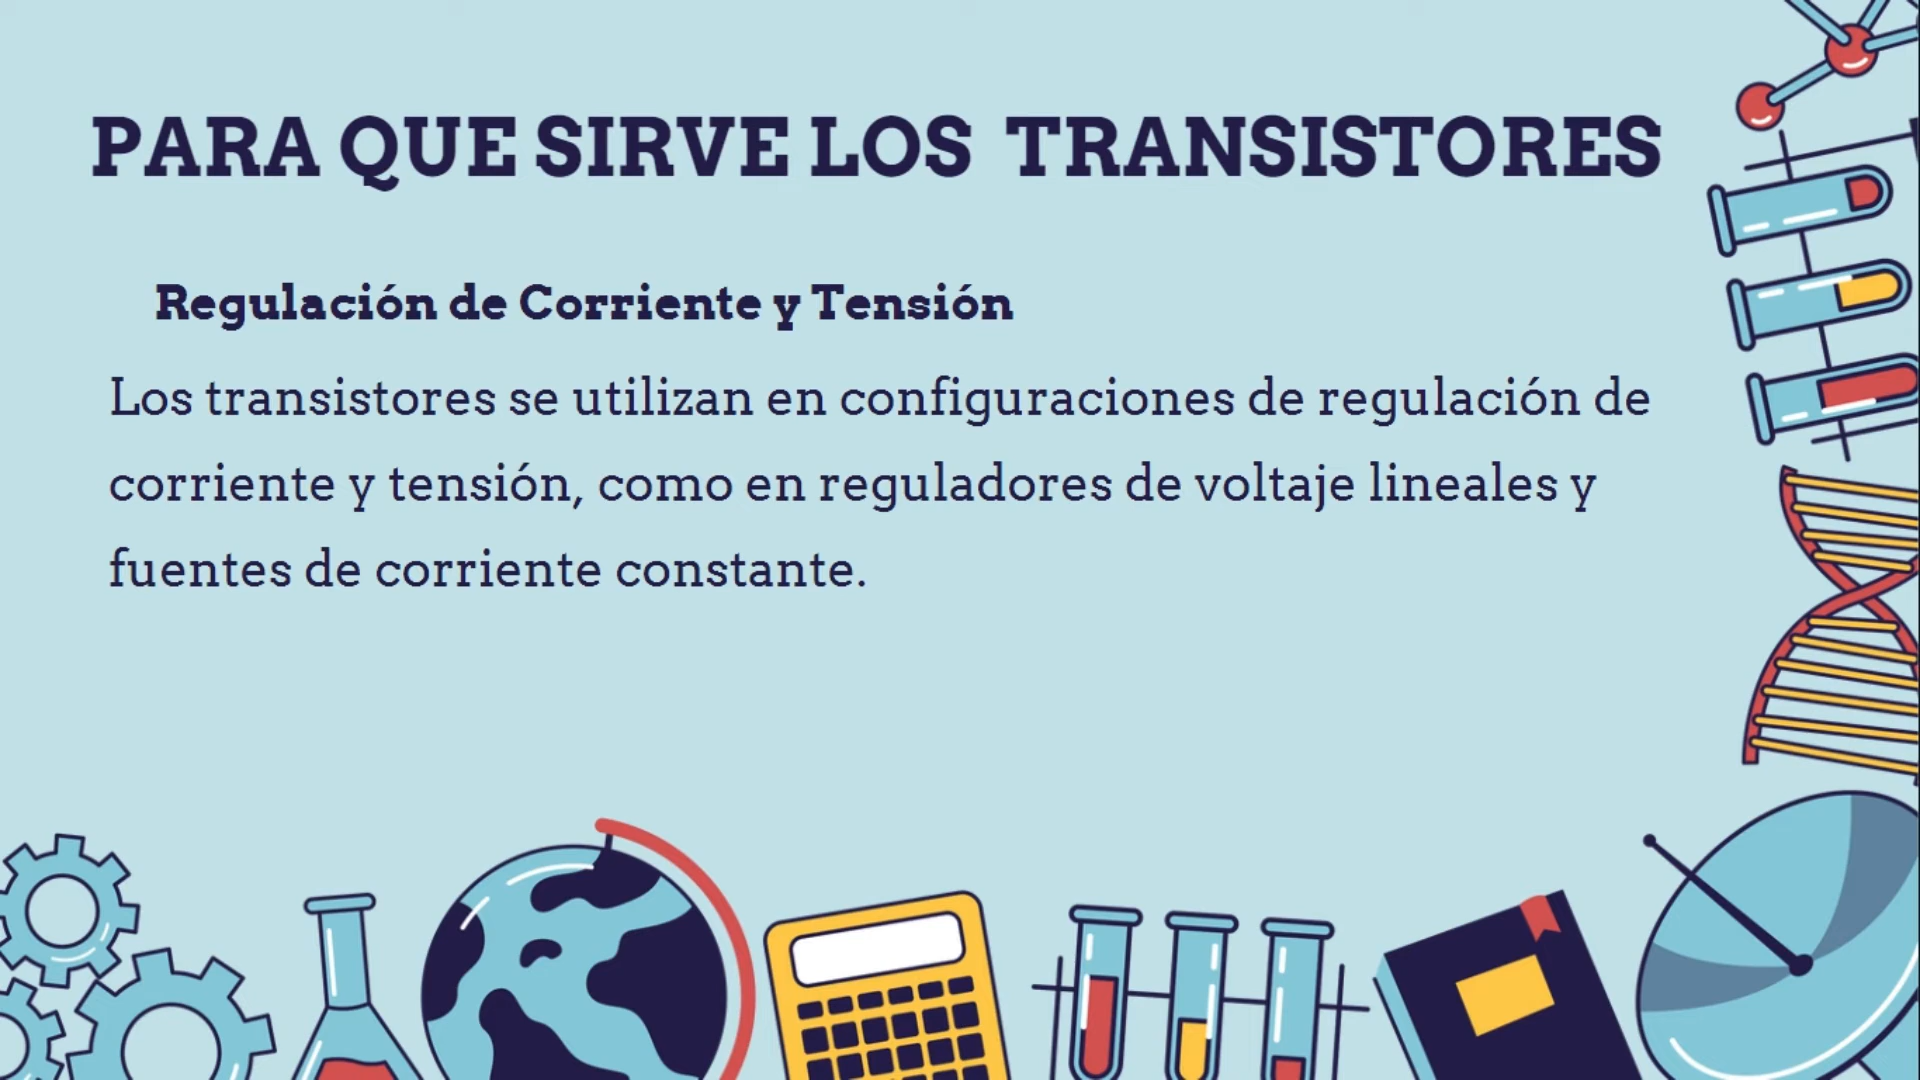 PARA QUE SIRVE LOS TRANSISTORES
Regulación de Corriente y Tensión
Los transistores se utilizan en configuraciones de regulación de
corriente y tensión, como en reguladores de voltaje lineales y
fuentes de corriente constante.